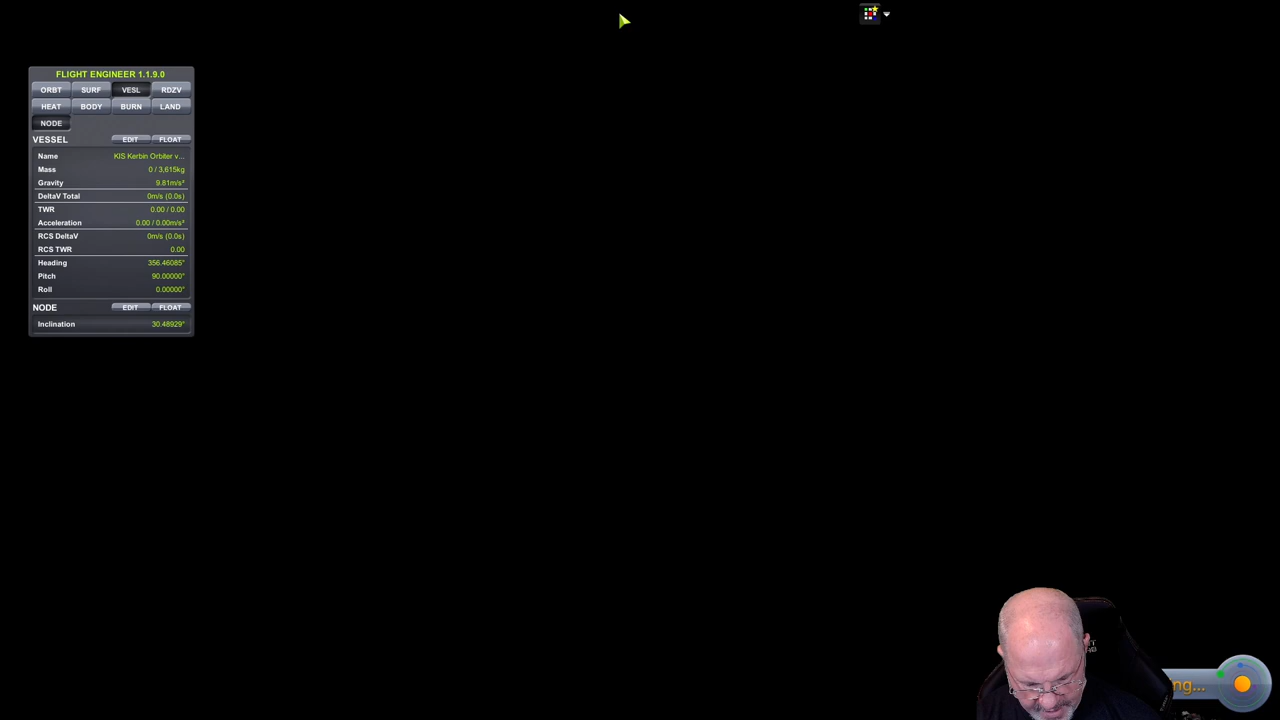 FLIGHT ENGINEER 1.1.9.0
ORBT SURF VESL RDZV
HEAT BODY BURN LAND
NODE
VESSEL EDIT FLOAT
Name KIS Kerbin Orbiter v...
Mass 0 / 3,615kg
Gravity 9.81m/s²
DeltaV Total 0m/s (0.0s)
TWR 0.00 / 0.00
Acceleration 0.00 / 0.00m/s²
RCS DeltaV 0m/s (0.0s)
RCS TWR 0.00
Heading 356.46085°
Pitch 90.00000°
Roll 0.00000°
NODE EDIT FLOAT
Inclination 30.48929°
ng...